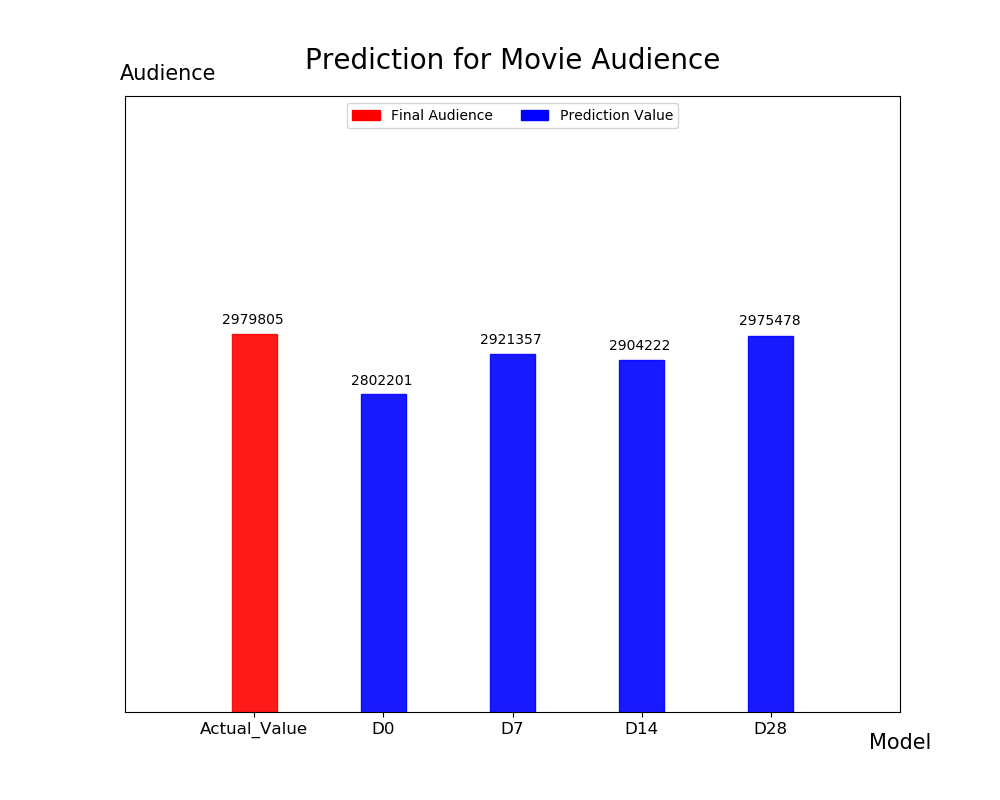 Prediction for Movie Audience
Audience
Final Audience
Prediction Value
2979805
2802201
2921357
2904222
2975478
Actual_Value
D0
D7
D14
D28
Model